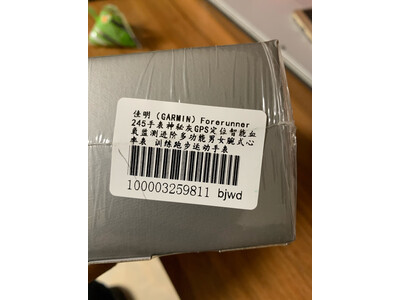 佳明（GARMIN）Forerunner
245手表神秘灰GPS定位智能血
氧监测进阶多功能男女腕式心
率表 训练跑步运动手表
100003259811 bjwd